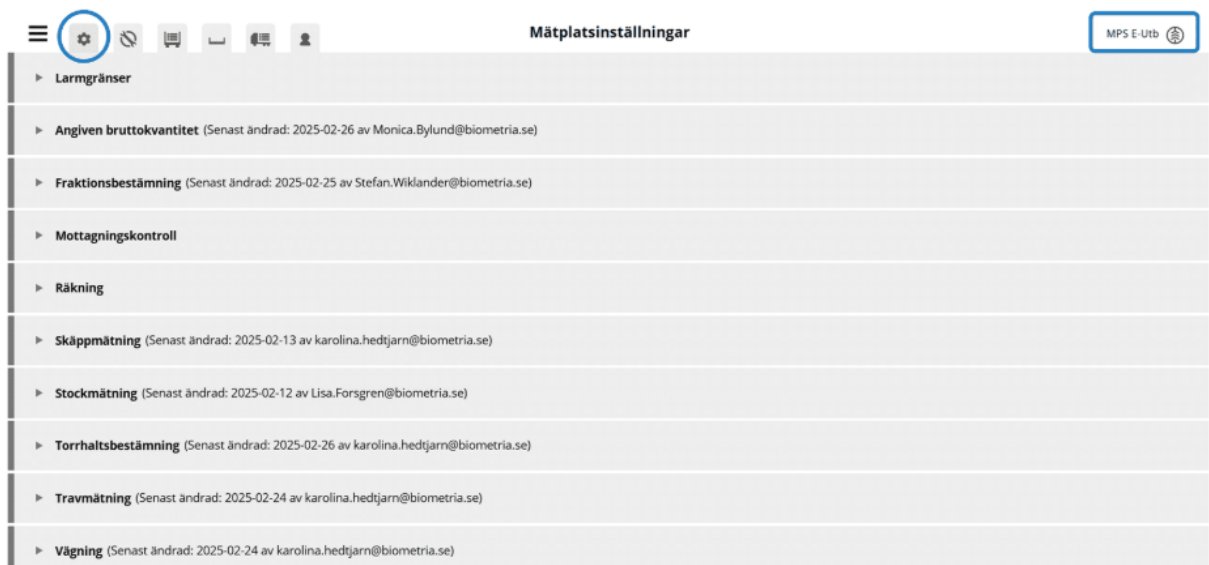 Mätplatsinställningar
MPS E-Utb
Larmgränser
Angiven bruttokvantitet (Senast ändrad: 2025-02-26 av Monica.Bylund@biometria.se)
Fraktionsbestämning (Senast ändrad: 2025-02-25 av Stefan.Wiklander@biometria.se)
Mottagningskontroll
Räkning
Skäppmätning (Senast ändrad: 2025-02-13 av karolina.hedtjarn@biometria.se)
Stockmätning (Senast ändrad: 2025-02-12 av Lisa.Forsgren@biometria.se)
Torrhaltsbestämning (Senast ändrad: 2025-02-26 av karolina.hedtjarn@biometria.se)
Travmätning (Senast ändrad: 2025-02-24 av karolina.hedtjarn@biometria.se)
Vägning (Senast ändrad: 2025-02-24 av karolina.hedtjarn@biometria.se)